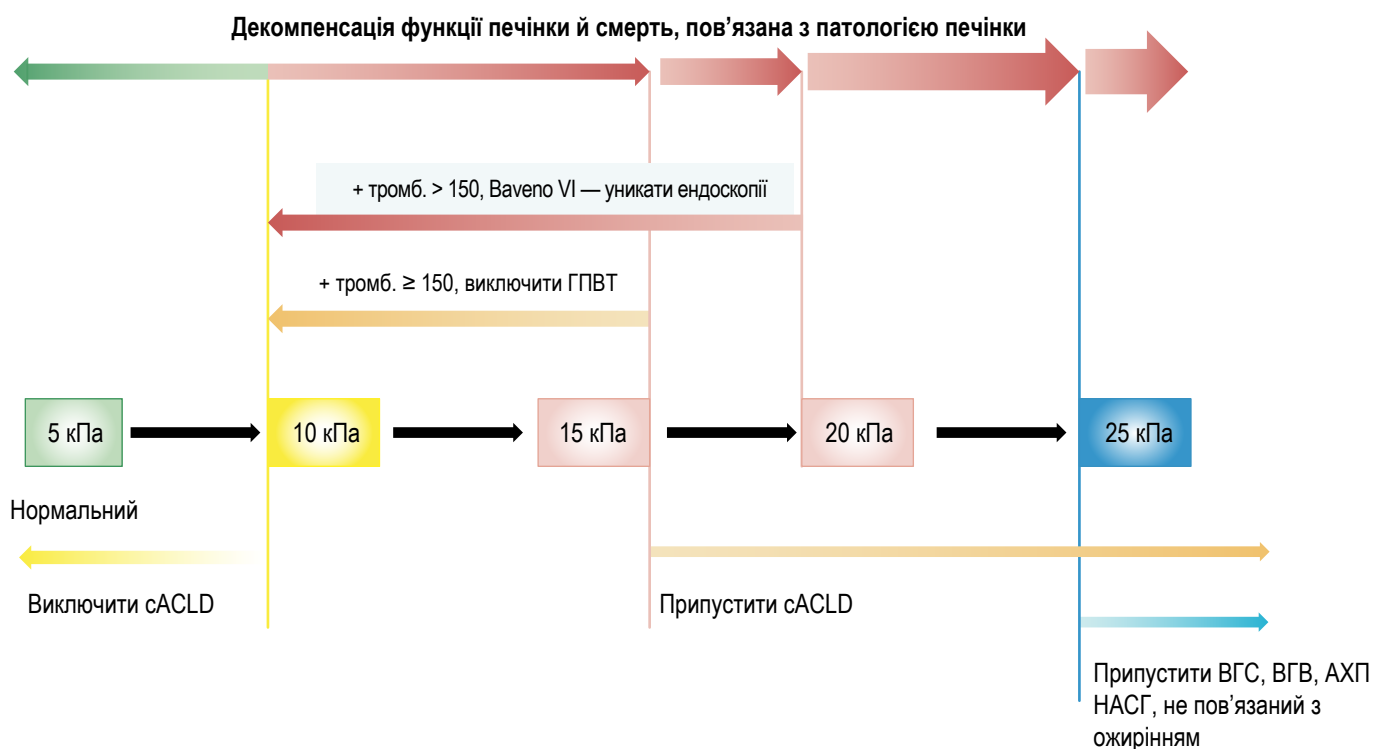 Декомпенсація функції печінки й смерть, пов’язана з патологією печінки
+ тромб. > 150, Baveno VI — уникати ендоскопії
+ тромб. ≥ 150, виключити ГПВТ
5 кПа
10 кПа
15 кПа
20 кПа
25 кПа
Нормальний
Виключити cACLD
Припустити cACLD
Припустити ВГС, ВГВ, АХП
НАСГ, не пов’язаний з
ожирінням